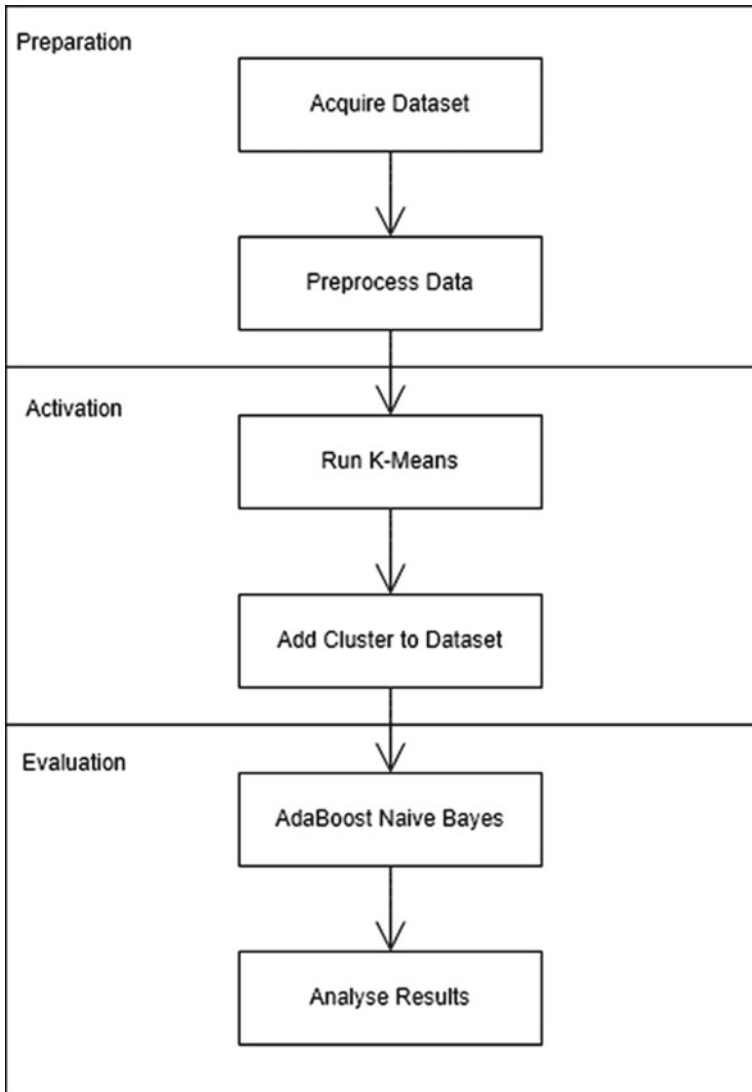 Preparation
Acquire Dataset
Preprocess Data
Activation
Run K-Means
Add Cluster to Dataset
Evaluation
AdaBoost Naive Bayes
Analyse Results